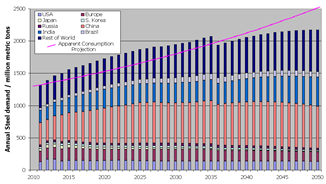 USA
Europe
Japan
S. Korea
Russia
China
India
Brazil
Rest of World
Apparent Consumption Projection
Annual Steel demand / million metric tons
2500
2000
1500
1000
500
0
2010 2015 2020 2025 2030 2035 2040 2045 2050